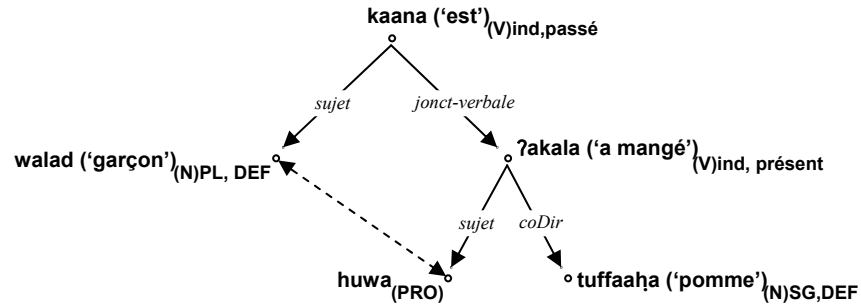 kaana (‘est’)(V)ind,passé
sujet
jonct-verbale
walad (‘garçon’)(N)PL, DEF
ʔakala (‘a mangé’)(V)ind, présent
sujet
coDir
huwa(PRO)
tuffaaḥa (‘pomme’)(N)SG,DEF